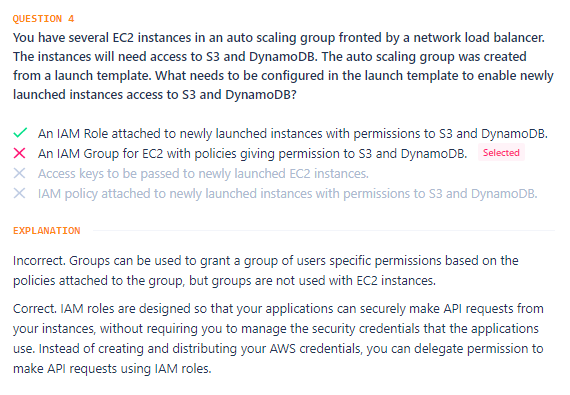 QUESTION 4
You have several EC2 instances in an auto scaling group fronted by a network load balancer.
The instances will need access to S3 and DynamoDB. The auto scaling group was created
from a launch template. What needs to be configured in the launch template to enable newly
launched instances access to S3 and DynamoDB?
An IAM Role attached to newly launched instances with permissions to S3 and DynamoDB.
An IAM Group for EC2 with policies giving permission to S3 and DynamoDB. Selected
Access keys to be passed to newly launched EC2 instances.
IAM policy attached to newly launched instances with permissions to S3 and DynamoDB.
EXPLANATION
Incorrect. Groups can be used to grant a group of users specific permissions based on the
policies attached to the group, but groups are not used with EC2 instances.
Correct. IAM roles are designed so that your applications can securely make API requests from
your instances, without requiring you to manage the security credentials that the applications
use. Instead of creating and distributing your AWS credentials, you can delegate permission to
make API requests using IAM roles.